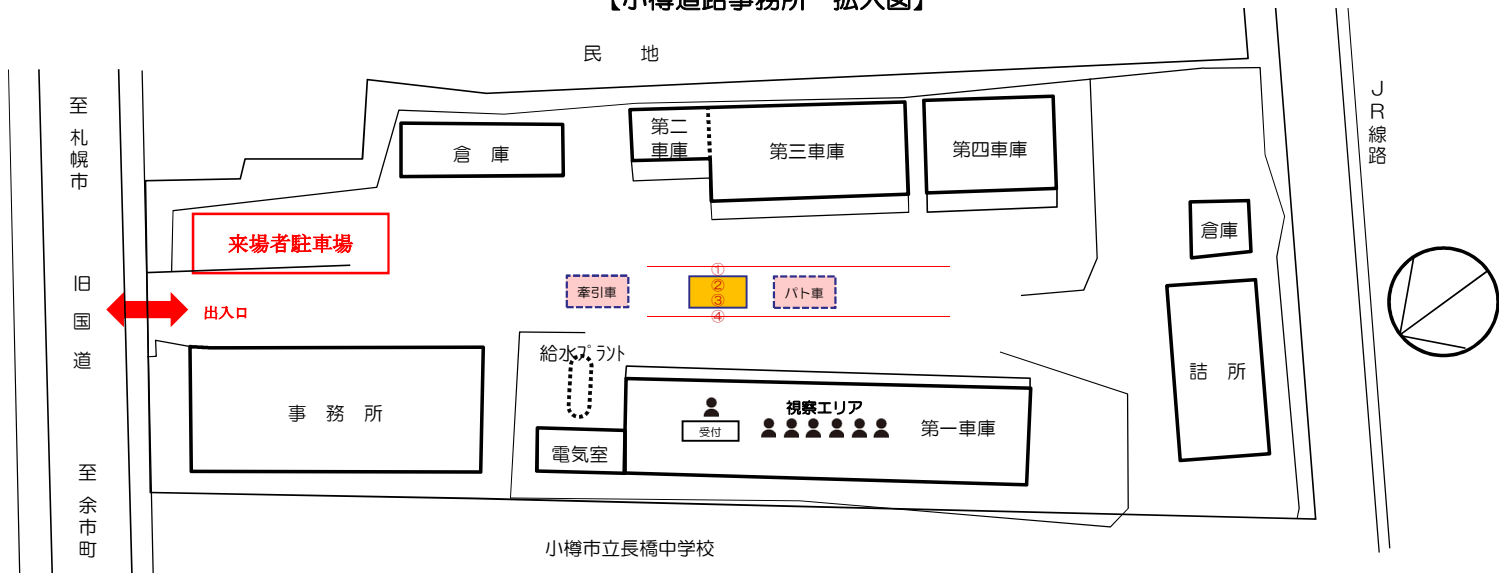 【小樽道路事務所 拡大図】
民 地
至札幌市
旧国道
至余市町
JR線路
倉 庫
第二
車庫
第三車庫
第四車庫
倉庫
来場者駐車場
出入口
牽引車
①
②
③
④
パト車
給水プラント
詰 所
事 務 所
視察エリア
受付
第一車庫
電気室
小樽市立長橋中学校